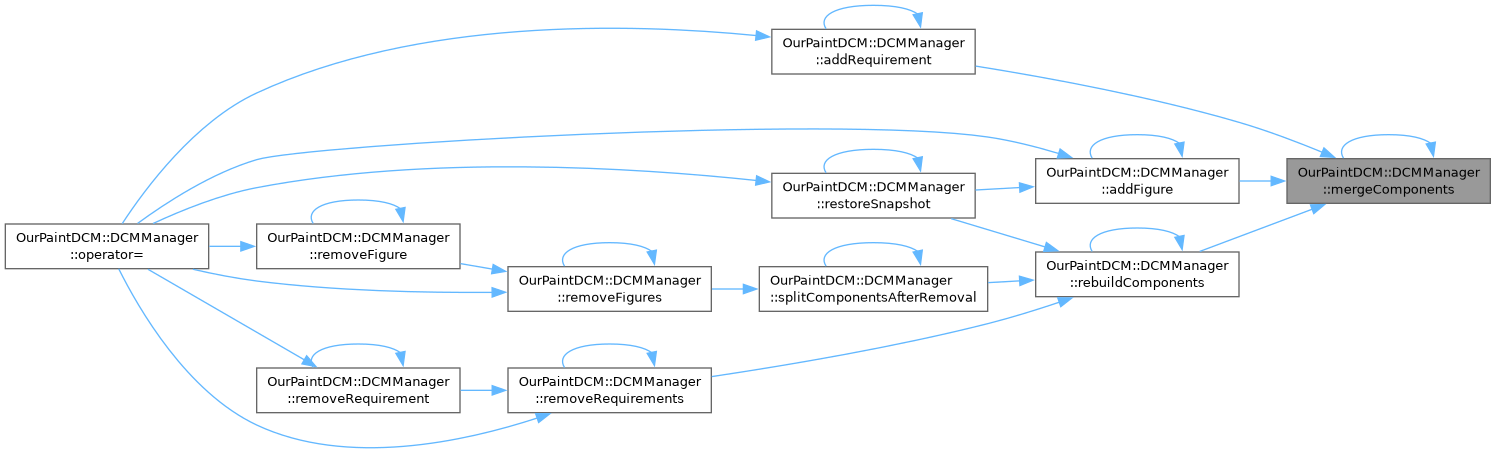 OurPaintDCM::DCMManager
::addRequirement
OurPaintDCM::DCMManager
::addFigure
OurPaintDCM::DCMManager
::mergeComponents
OurPaintDCM::DCMManager
::restoreSnapshot
OurPaintDCM::DCMManager
::operator=
OurPaintDCM::DCMManager
::removeFigure
OurPaintDCM::DCMManager
::removeFigures
OurPaintDCM::DCMManager
::splitComponentsAfterRemoval
OurPaintDCM::DCMManager
::rebuildComponents
OurPaintDCM::DCMManager
::removeRequirement
OurPaintDCM::DCMManager
::removeRequirements